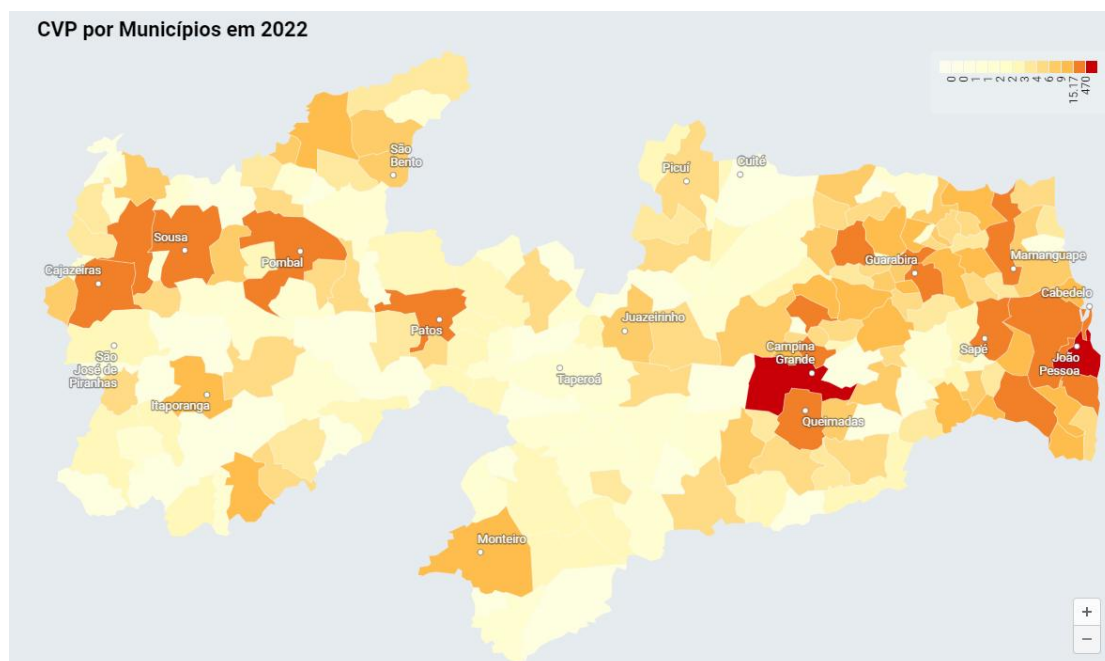 CVP por Municípios em 2022
0
0
1
1
2
2
3
4
6
9
15.17
470
São
Bento
Picuí
Cuité
Sousa
Pombal
Guarabira
Mamanguape
Cajazeiras
Cabedelo
Patos
Juazeirinho
São
José de
Piranhas
Campina
Grande
Sapé
João
Pessoa
Taperoá
Itaporanga
Queimadas
Monteiro
+
−